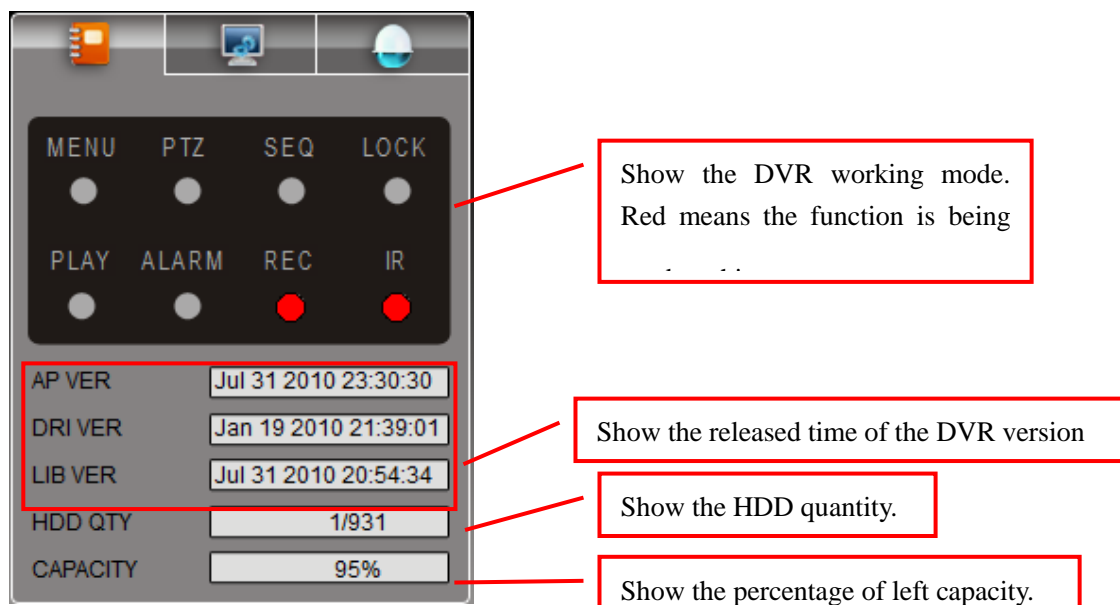 MENU PTZ SEQ LOCK
PLAY ALARM REC IR
Show the DVR working mode.
Red means the function is being
AP VER Jul 31 2010 23:30:30
DRI VER Jan 19 2010 21:39:01
LIB VER Jul 31 2010 20:54:34
Show the released time of the DVR version
HDD QTY 1/931
Show the HDD quantity.
CAPACITY 95%
Show the percentage of left capacity.